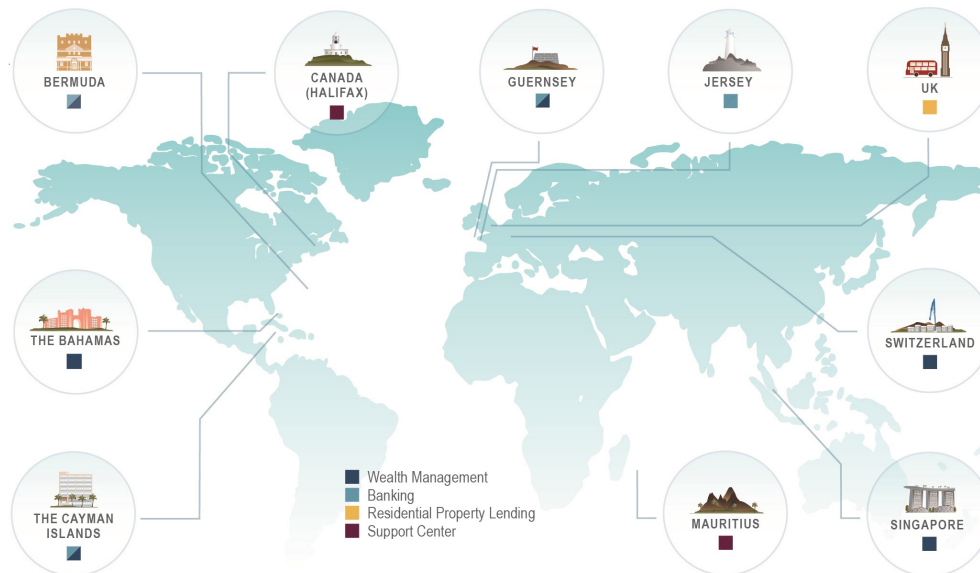 BERMUDA
CANADA
(HALIFAX)
GUERNSEY
JERSEY
UK
THE BAHAMAS
SWITZERLAND
THE CAYMAN
ISLANDS
Wealth Management
Banking
Residential Property Lending
Support Center
MAURITIUS
SINGAPORE